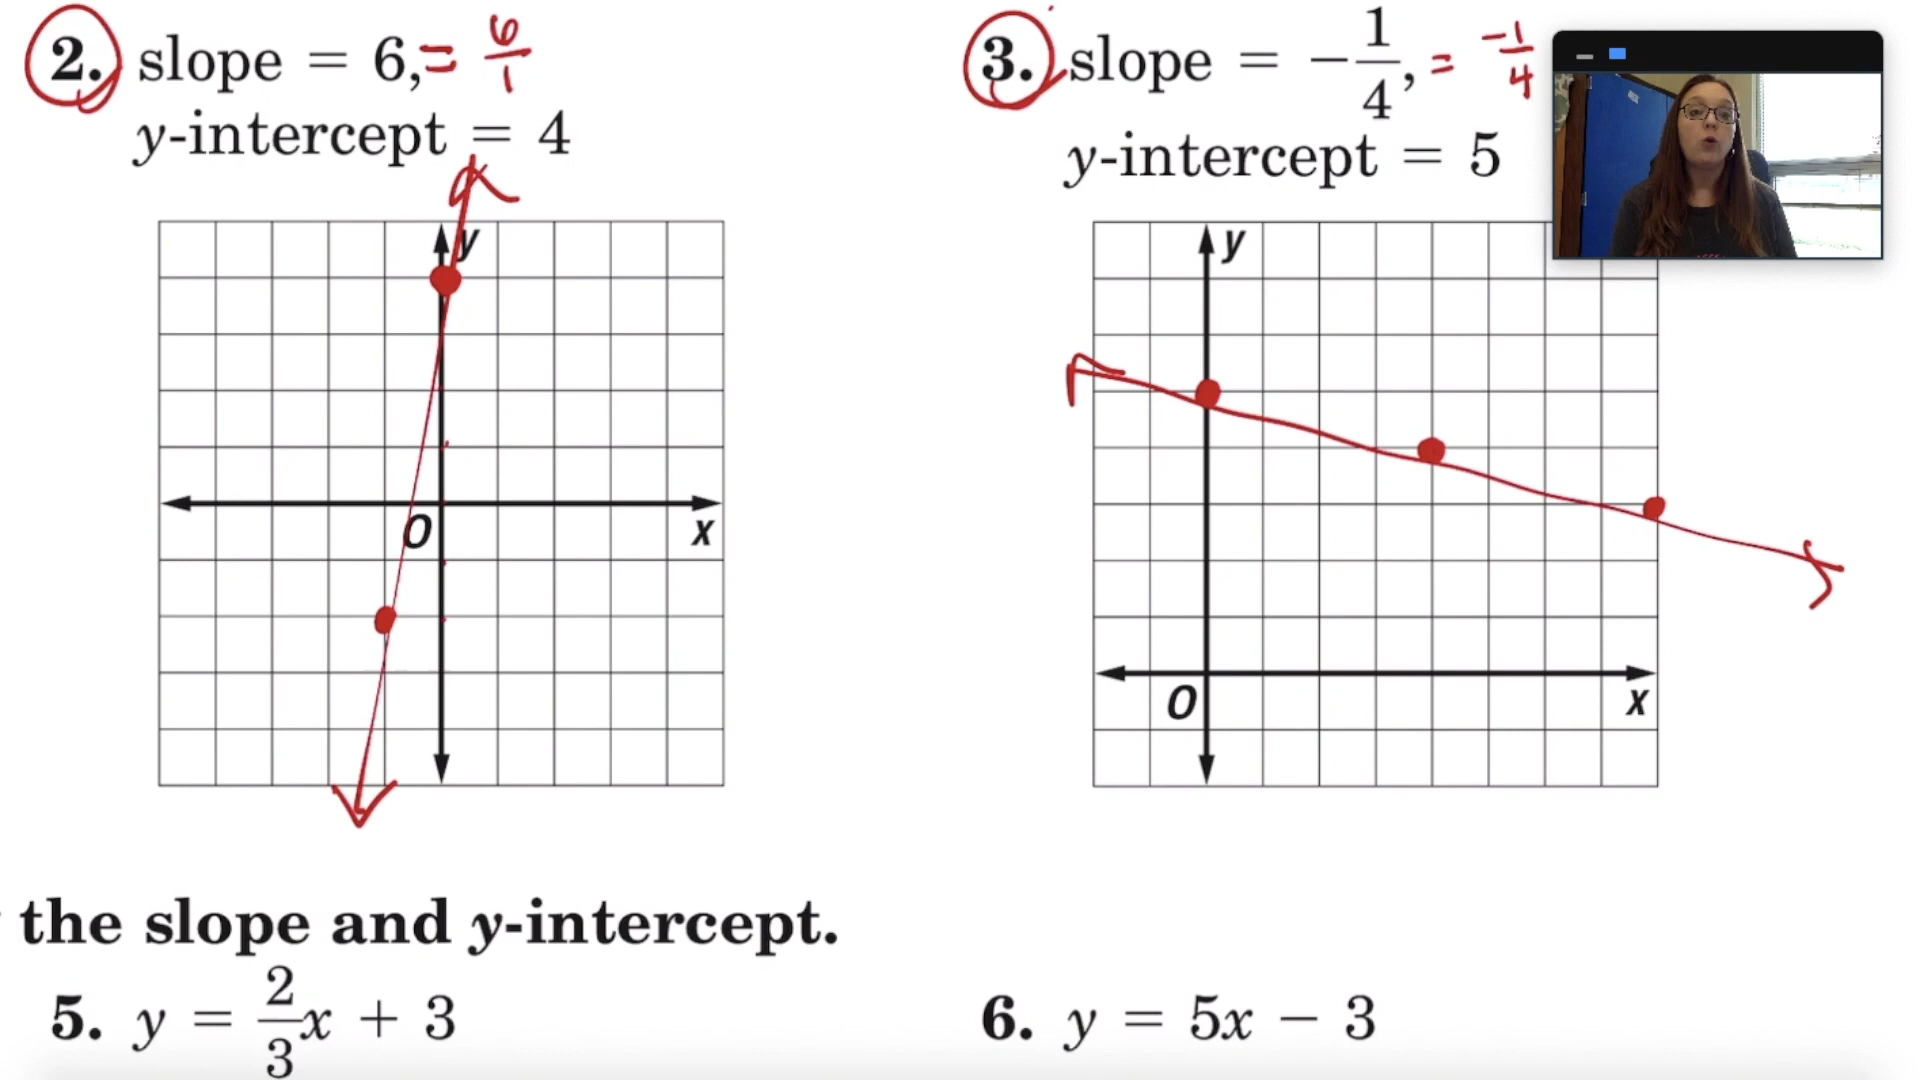 2. slope = 6, = 6/1
y-intercept = 4
y
O
x
3. slope = -1/4, = -1/4
y-intercept = 5
y
O
x
the slope and y-intercept.
5. y = 2/3x + 3
6. y = 5x - 3